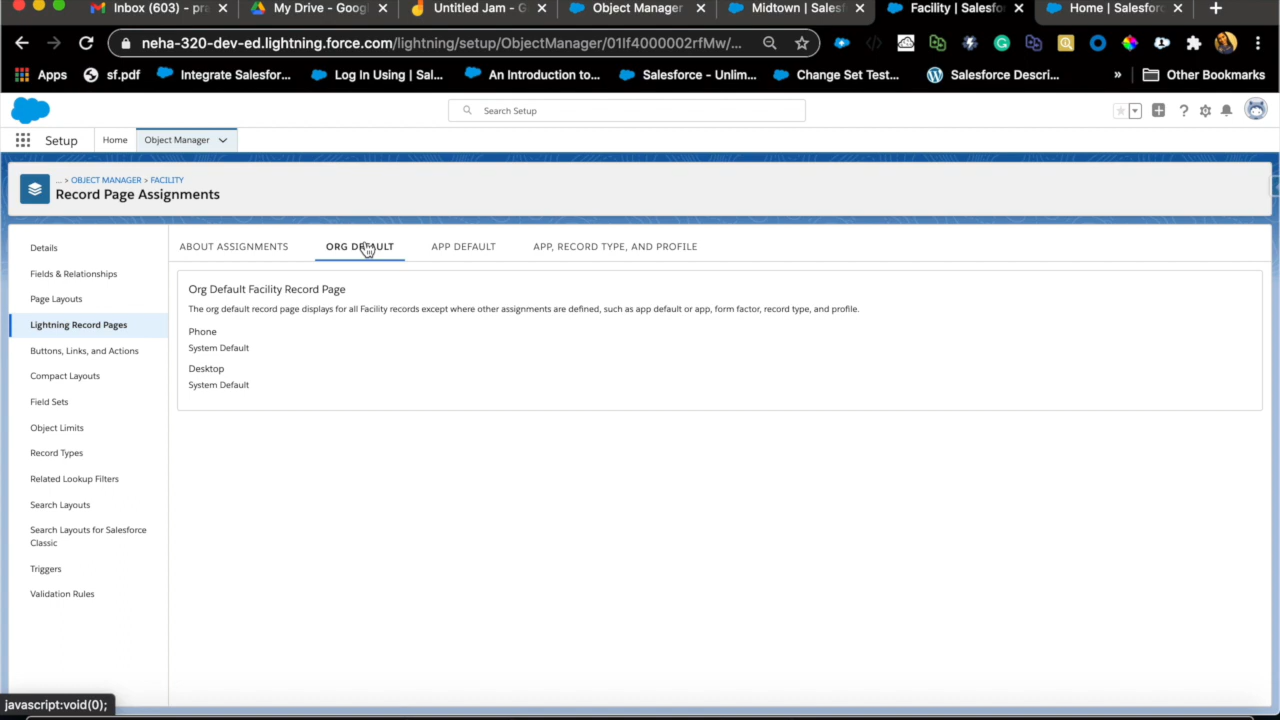 Inbox (603) - pre
My Drive - Googl
Untitled Jam - G
Object Manager
Midtown | Salesf
Facility | Salesfo
Home | Salesforc
neha-320-dev-ed.lightning.force.com/lightning/setup/ObjectManager/01If4000002rfMw/...
Apps
sf.pdf
Integrate Salesfor...
Log In Using | Sal...
An Introduction to...
Salesforce - Unlim...
Change Set Test...
Salesforce Descri...
»
Other Bookmarks
Search Setup
Setup
Home
Object Manager
... > OBJECT MANAGER > FACILITY
Record Page Assignments
Details
Fields & Relationships
Page Layouts
Lightning Record Pages
Buttons, Links, and Actions
Compact Layouts
Field Sets
Object Limits
Record Types
Related Lookup Filters
Search Layouts
Search Layouts for Salesforce
Classic
Triggers
Validation Rules
ABOUT ASSIGNMENTS
ORG DEFAULT
APP DEFAULT
APP, RECORD TYPE, AND PROFILE
Org Default Facility Record Page
The org default record page displays for all Facility records except where other assignments are defined, such as app default or app, form factor, record type, and profile.
Phone
System Default
Desktop
System Default
javascript:void(0);